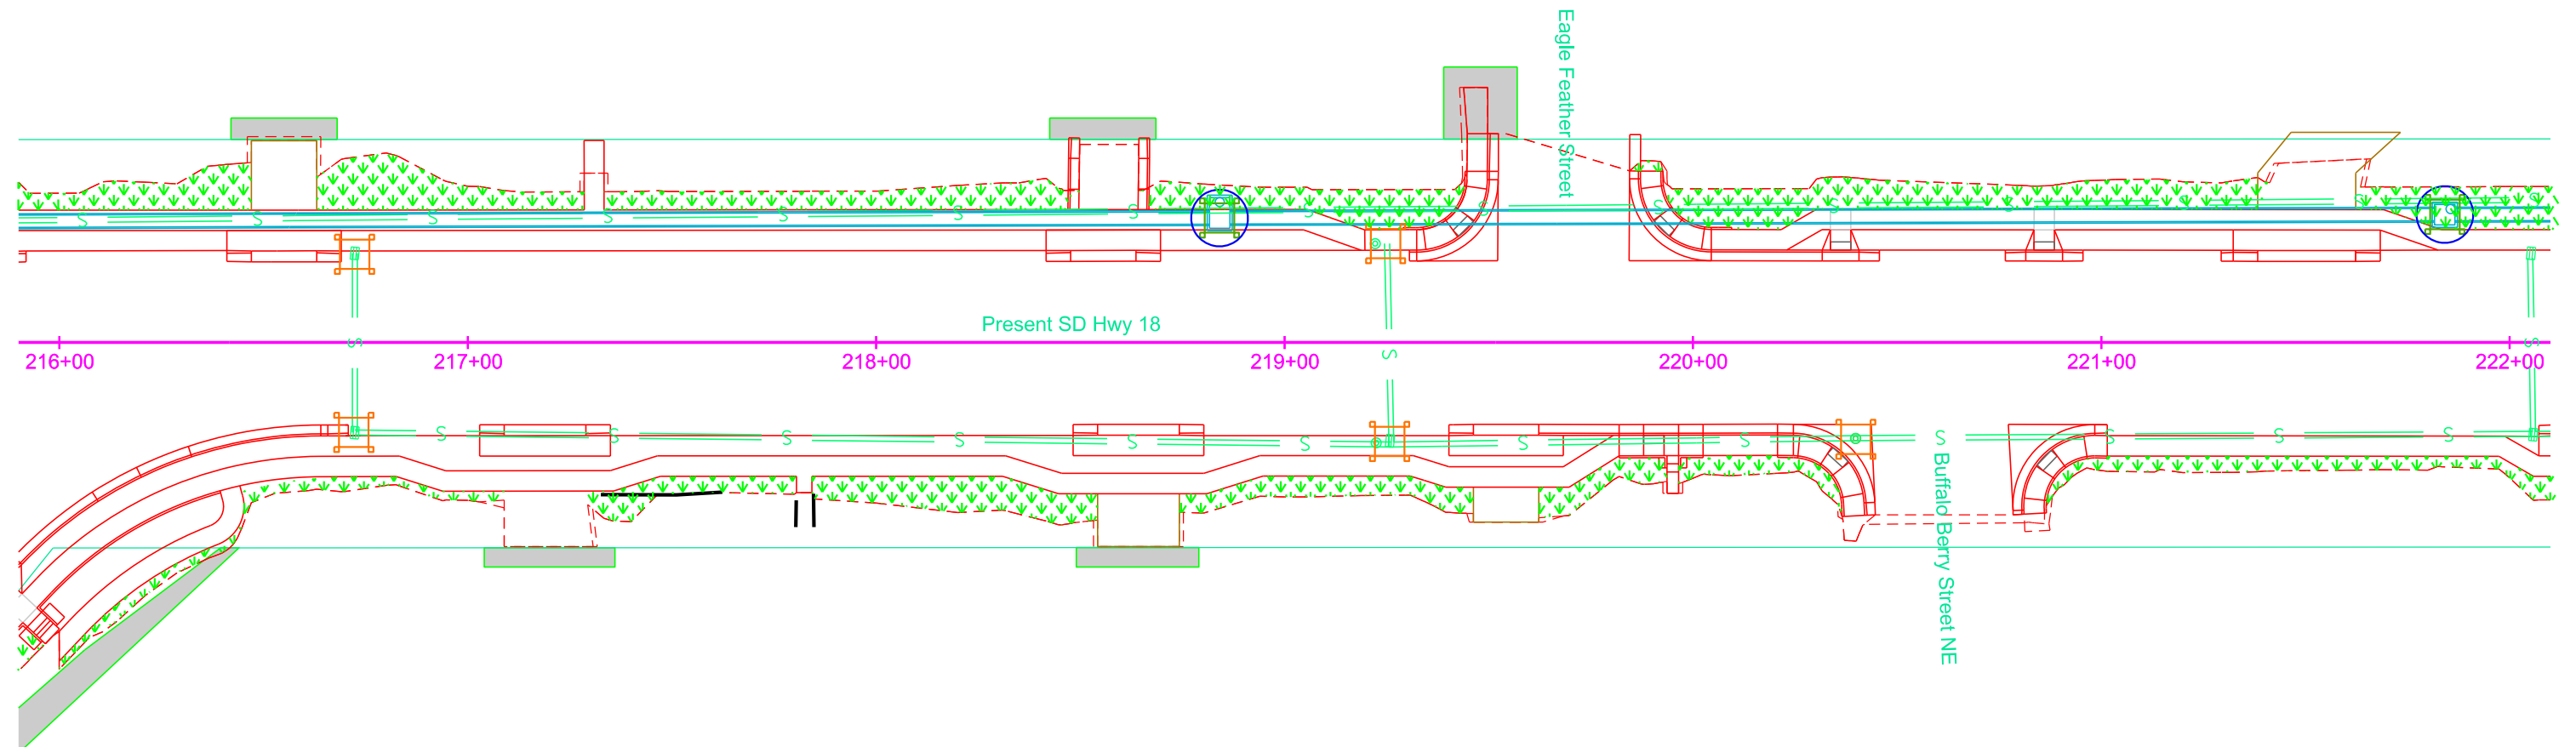 Eagle Feather Street
Present SD Hwy 18
216+00 217+00 218+00 219+00 220+00 221+00 222+00
Buffalo Berry Street NE
S S S S S S S S S S S S S
S S S
S S S S S S S S S S S